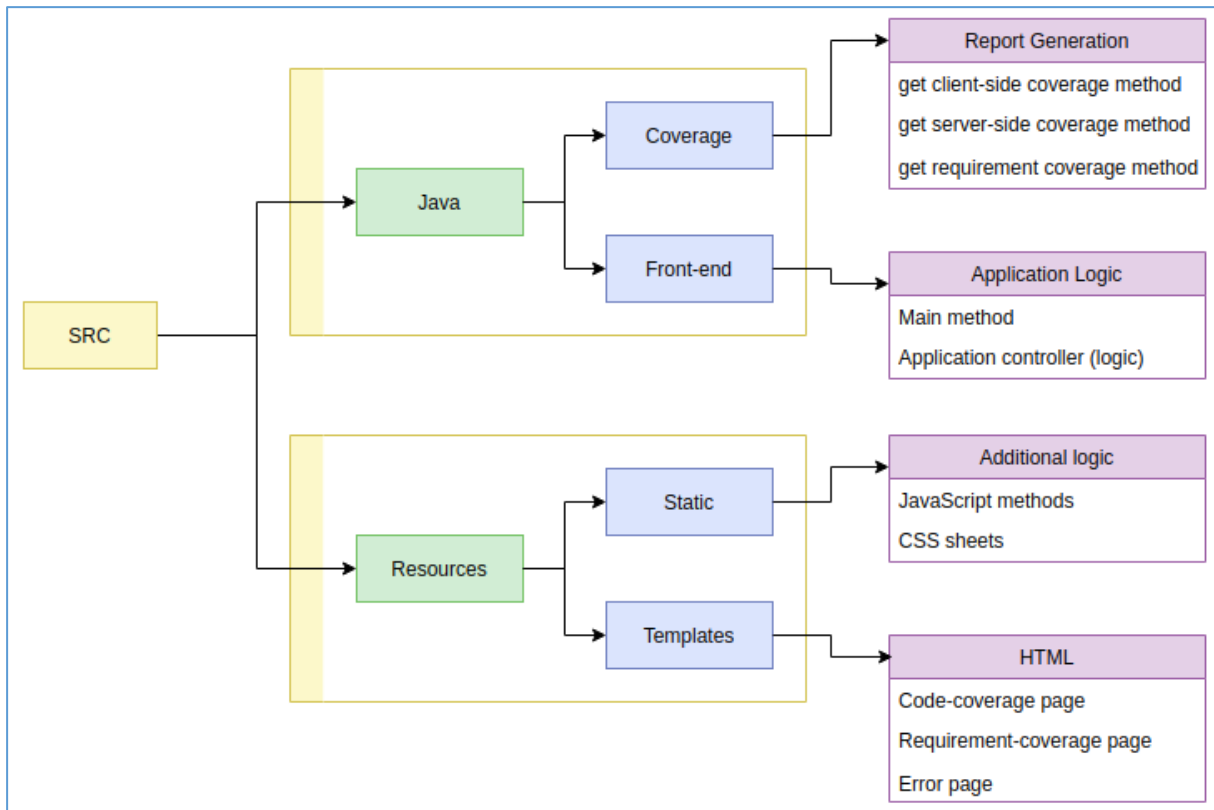 SRC
Java
Coverage
Front-end
Report Generation
get client-side coverage method
get server-side coverage method
get requirement coverage method
Application Logic
Main method
Application controller (logic)
Resources
Static
Templates
Additional logic
JavaScript methods
CSS sheets
HTML
Code-coverage page
Requirement-coverage page
Error page